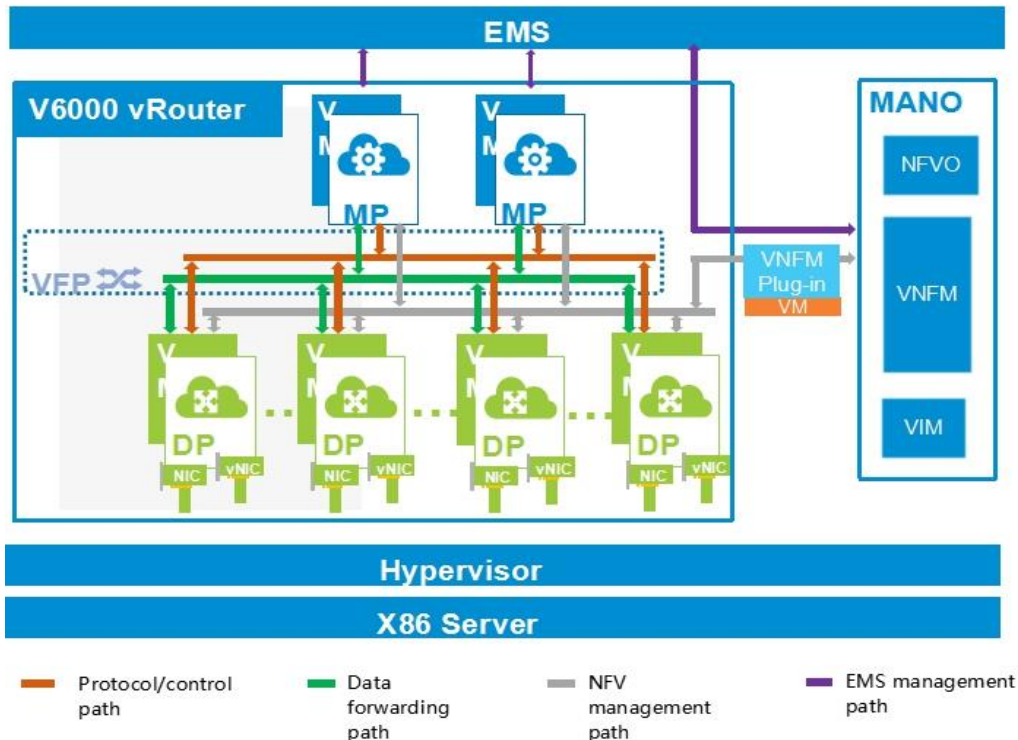 EMS
V6000 vRouter
V
M
MP
V
M
MP
MANO
NFVO
VNFM
VIM
VFP
VNFM
Plug-in
VM
V
M
DP
NIC
vNIC
V
M
DP
NIC
vNIC
V
M
DP
NIC
vNIC
V
M
DP
NIC
vNIC
Hypervisor
X86 Server
Protocol/control
path
Data
forwarding
path
NFV
management
path
EMS management
path